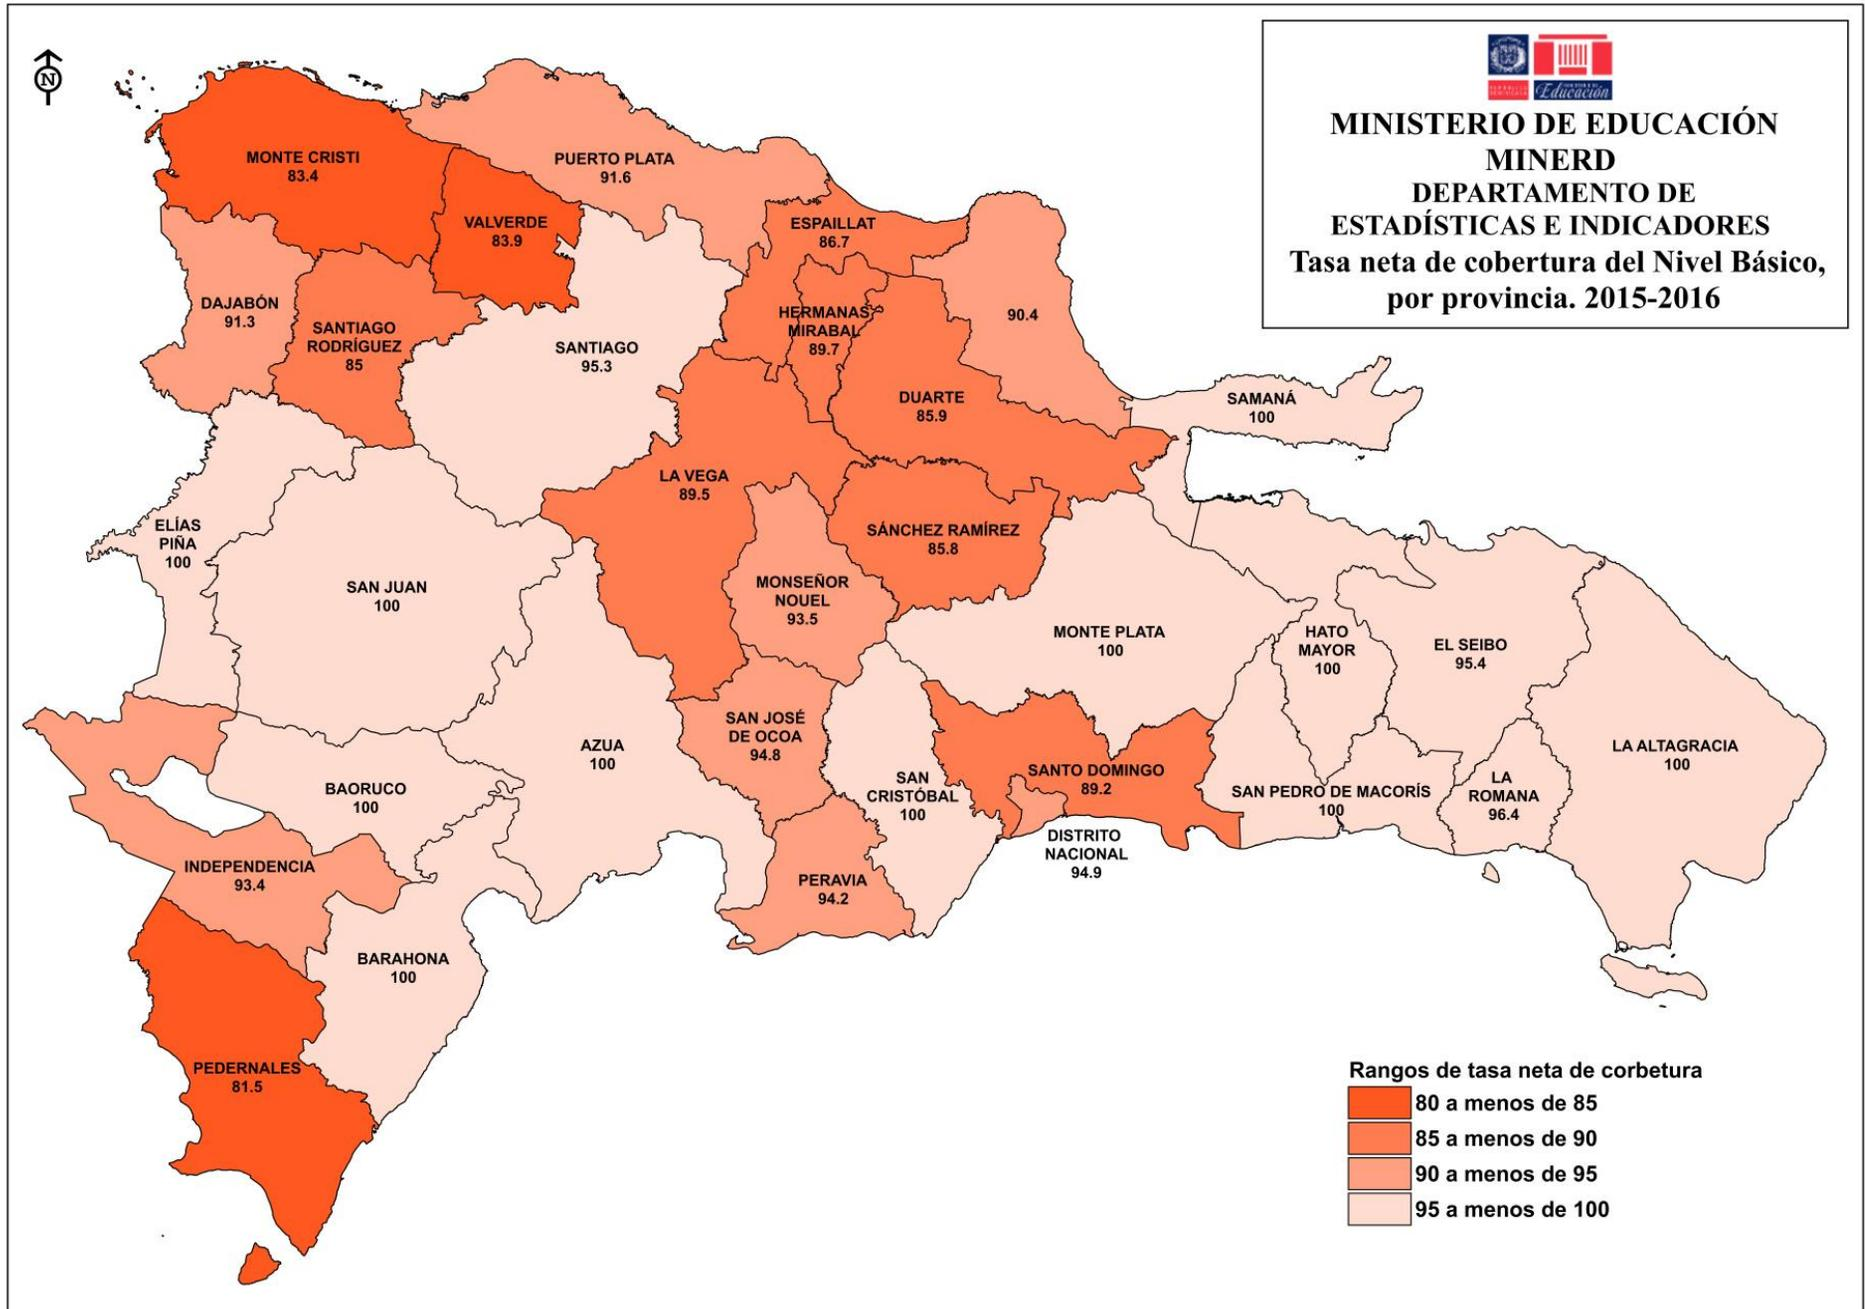 N
Educación
MINISTERIO DE EDUCACIÓN
MINERD
DEPARTAMENTO DE
ESTADÍSTICAS E INDICADORES
Tasa neta de cobertura del Nivel Básico,
por provincia. 2015-2016
MONTE CRISTI
83.4
PUERTO PLATA
91.6
VALVERDE
83.9
ESPAILLAT
86.7
DAJABÓN
91.3
SANTIAGO
RODRÍGUEZ
85
SANTIAGO
95.3
HERMANAS
MIRABAL
89.7
90.4
DUARTE
85.9
SAMANÁ
100
LA VEGA
89.5
ELÍAS
PIÑA
100
SÁNCHEZ RAMÍREZ
85.8
SAN JUAN
100
MONSEÑOR
NOUEL
93.5
MONTE PLATA
100
HATO
MAYOR
100
EL SEIBO
95.4
SAN JOSÉ
DE OCOA
94.8
AZUA
100
LA ALTAGRACIA
100
BAORUCO
100
SAN
CRISTÓBAL
100
SANTO DOMINGO
89.2
SAN PEDRO DE MACORÍS
100
LA
ROMANA
96.4
DISTRITO
NACIONAL
94.9
INDEPENDENCIA
93.4
PERAVIA
94.2
BARAHONA
100
PEDERNALES
81.5
Rangos de tasa neta de corbetura
80 a menos de 85
85 a menos de 90
90 a menos de 95
95 a menos de 100